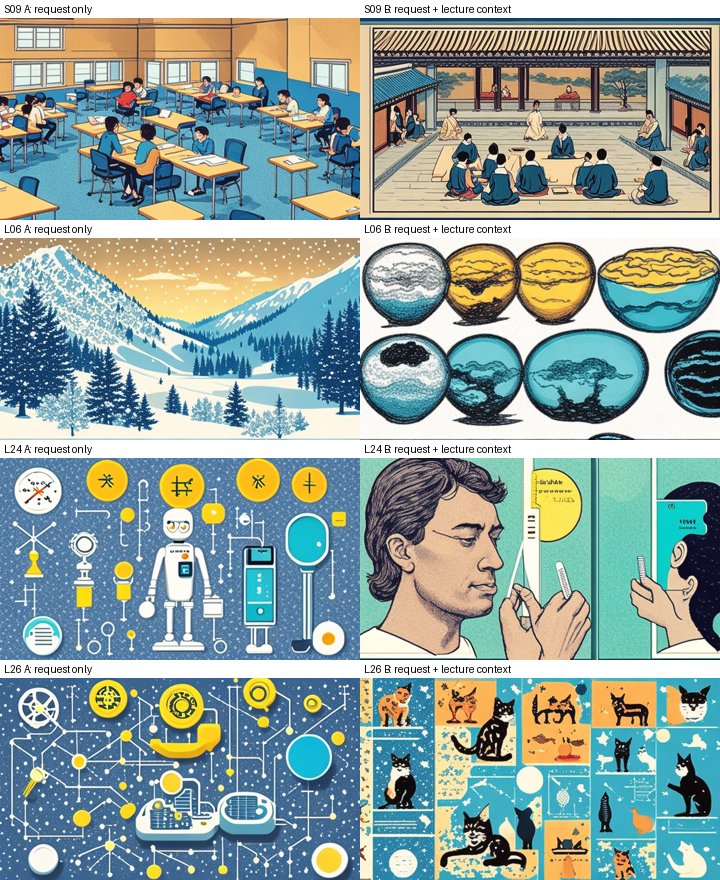 S09 A: request only
S09 B: request + lecture context
L06 A: request only
L06 B: request + lecture context
L24 A: request only
L24 B: request + lecture context
L26 A: request only
L26 B: request + lecture context